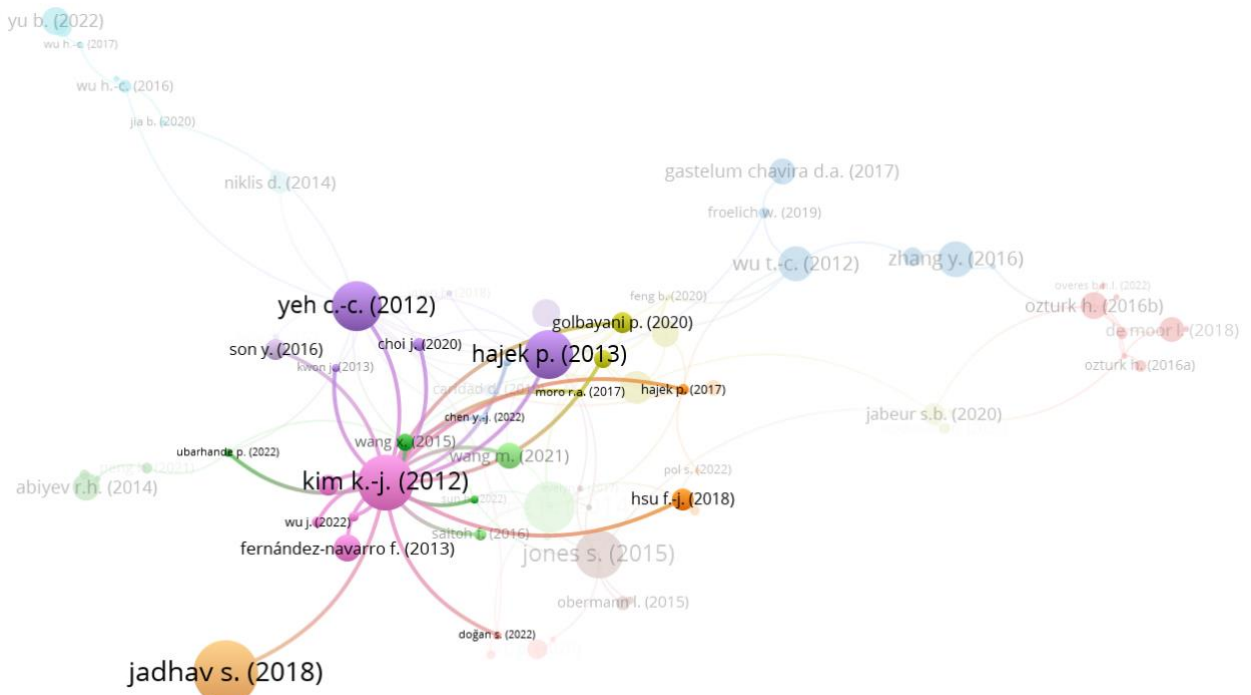 yu b. (2022)
wu h.-c. (2017)
wu h.-c. (2016)
jia b. (2020)
niklis d. (2014)
gastelum chavira d.a. (2017)
froelich w. (2019)
wu t.-c. (2012)
zhang y. (2016)
ozturk h. (2016b)
de moor l. (2018)
ozturk h. (2016a)
feng b. (2020)
yeh c.-c. (2012)
golbayani p. (2020)
son y. (2016)
choi j. (2020)
hajek p. (2013)
kwon j. (2013)
moro r.a. (2017)
hajek p. (2017)
chen y.-j. (2022)
jabeur s.b. (2020)
wang x. (2015)
ubarhande p. (2022)
wang m. (2021)
abiyev r.h. (2014)
kim k.-j. (2012)
pol s. (2022)
hsu f.-j. (2018)
wu j. (2022)
saitoh f. (2016)
fernández-navarro f. (2013)
jones s. (2015)
obermann l. (2015)
doğan s. (2022)
jadhav s. (2018)